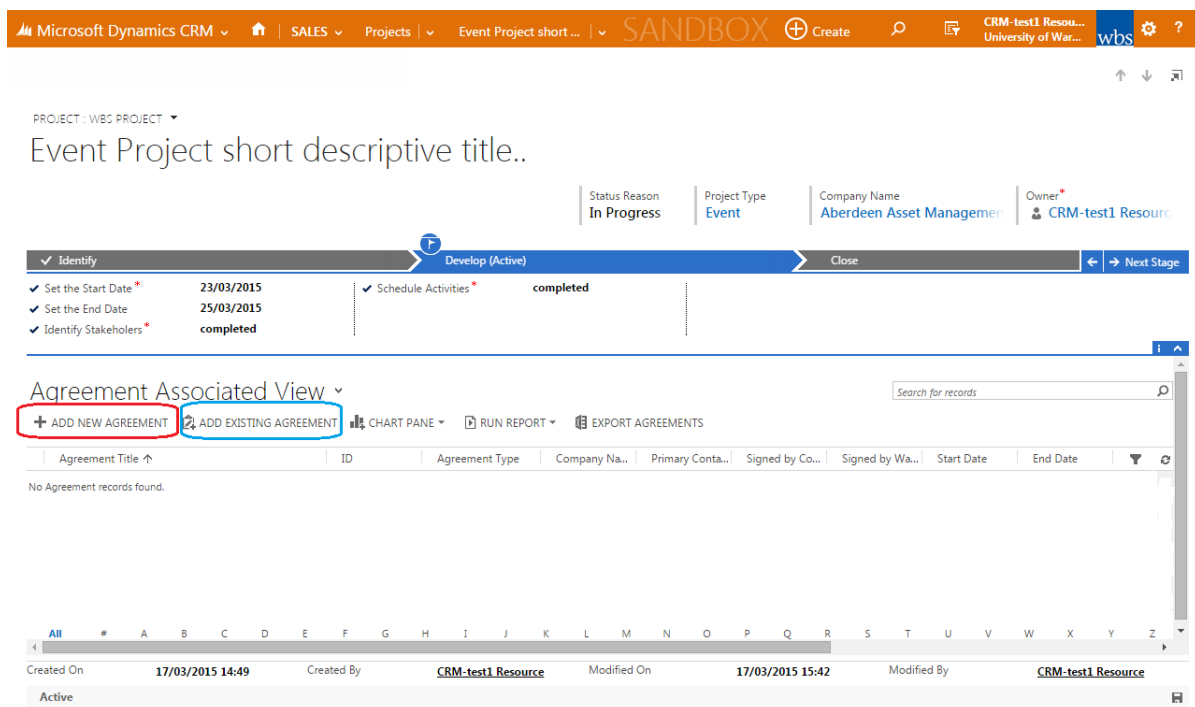 Microsoft Dynamics CRM SALES Projects Event Project short ... SANDBOX Create CRM-test1 Resou... University of War... wbs ?
PROJECT : WBS PROJECT
Event Project short descriptive title..
Status Reason Project Type Company Name Owner*
In Progress Event Aberdeen Asset Managemen CRM-test1 Resourc
Identify Develop (Active) Close Next Stage
Set the Start Date* 23/03/2015 Schedule Activities* completed
Set the End Date 25/03/2015
Identify Stakeholers* completed
Agreement Associated View Search for records
ADD NEW AGREEMENT ADD EXISTING AGREEMENT CHART PANE RUN REPORT EXPORT AGREEMENTS
Agreement Title ID Agreement Type Company Na... Primary Conta... Signed by Co... Signed by Wa... Start Date End Date
No Agreement records found.
All # A B C D E F G H I J K L M N O P Q R S T U V W X Y Z
Created On 17/03/2015 14:49 Created By CRM-test1 Resource Modified On 17/03/2015 15:42 Modified By CRM-test1 Resource
Active